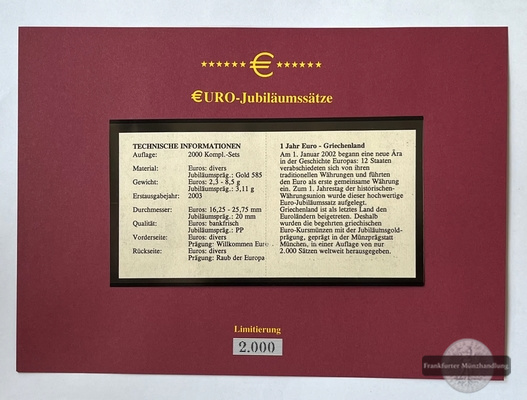 €
€URO-Jubiläumssätze
TECHNISCHE INFORMATIONEN
Auflage: 2000 Kompl.-Sets
Material: Euros: divers
Jubiläumspräg.: Gold 585
Gewicht: Euros: 2,3 - 8,5 g
Jubiläumspräg.: 3,11 g
Erstausgabejahr: 2003
Durchmesser: Euros: 16,25 - 25,75 mm
Jubiläumspräg.: 20 mm
Qualität: Euros: bankfrisch
Jubiläumspräg.: PP
Vorderseite: Euros: divers
Prägung: Willkommen Euro
Rückseite: Euros: divers
Prägung: Raub der Europa
1 Jahr Euro - Griechenland
Am 1. Januar 2002 begann eine neue Ära
in der Geschichte Europas: 12 Staaten
verabschiedeten sich von ihren
traditionellen Währungen und führten
den Euro als erste gemeinsame Währung
ein. Zum 1. Jahrestag der historischen
Währungsunion wurde dieser hochwertige
Euro-Jubiläumssatz aufgelegt.
Griechenland ist als letztes Land den
Euroländern beigetreten. Deshalb
wurden die begehrten griechischen
Euro-Kursmünzen mit der Jubiläumsgold-
prägung, geprägt in der Münzprägstatt
München, in einer Auflage von nur
2.000 Sätzen weltweit herausgegeben.
Limitierung
2.000
Frankfurter Münzhandlung